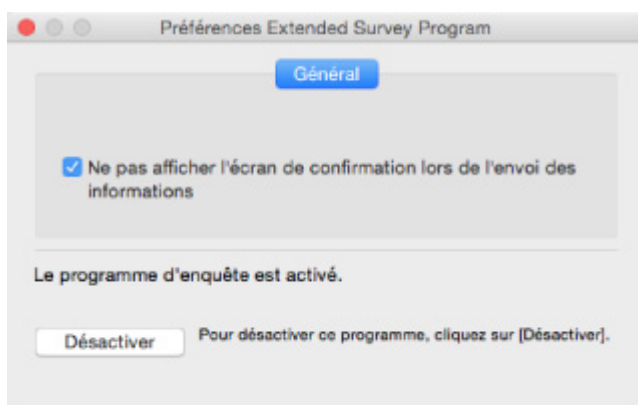 Préférences Extended Survey Program
Général
Ne pas afficher l'écran de confirmation lors de l'envoi des
informations
Le programme d'enquête est activé.
Désactiver
Pour désactiver ce programme, cliquez sur [Désactiver].